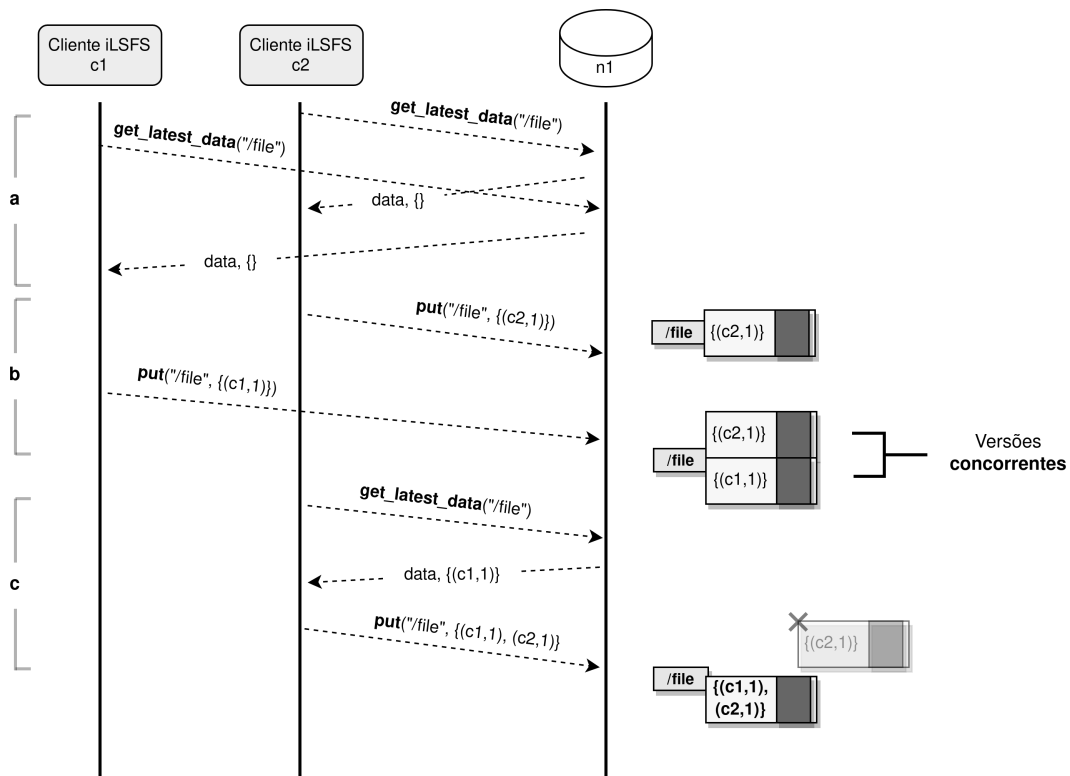 Cliente iLSFS
c1
Cliente iLSFS
c2
n1
get_latest_data("/file")
get_latest_data("/file")
a
data, {}
data, {}
put("/file", {(c2,1)})
/file
{(c2,1)}
b
put("/file", {(c1,1)})
{(c2,1)}
/file
{(c1,1)}
Versões
concorrentes
get_latest_data("/file")
c
data, {(c1,1)}
put("/file", {(c1,1), (c2,1)}
{(c2,1)}
/file
{(c1,1),
(c2,1)}